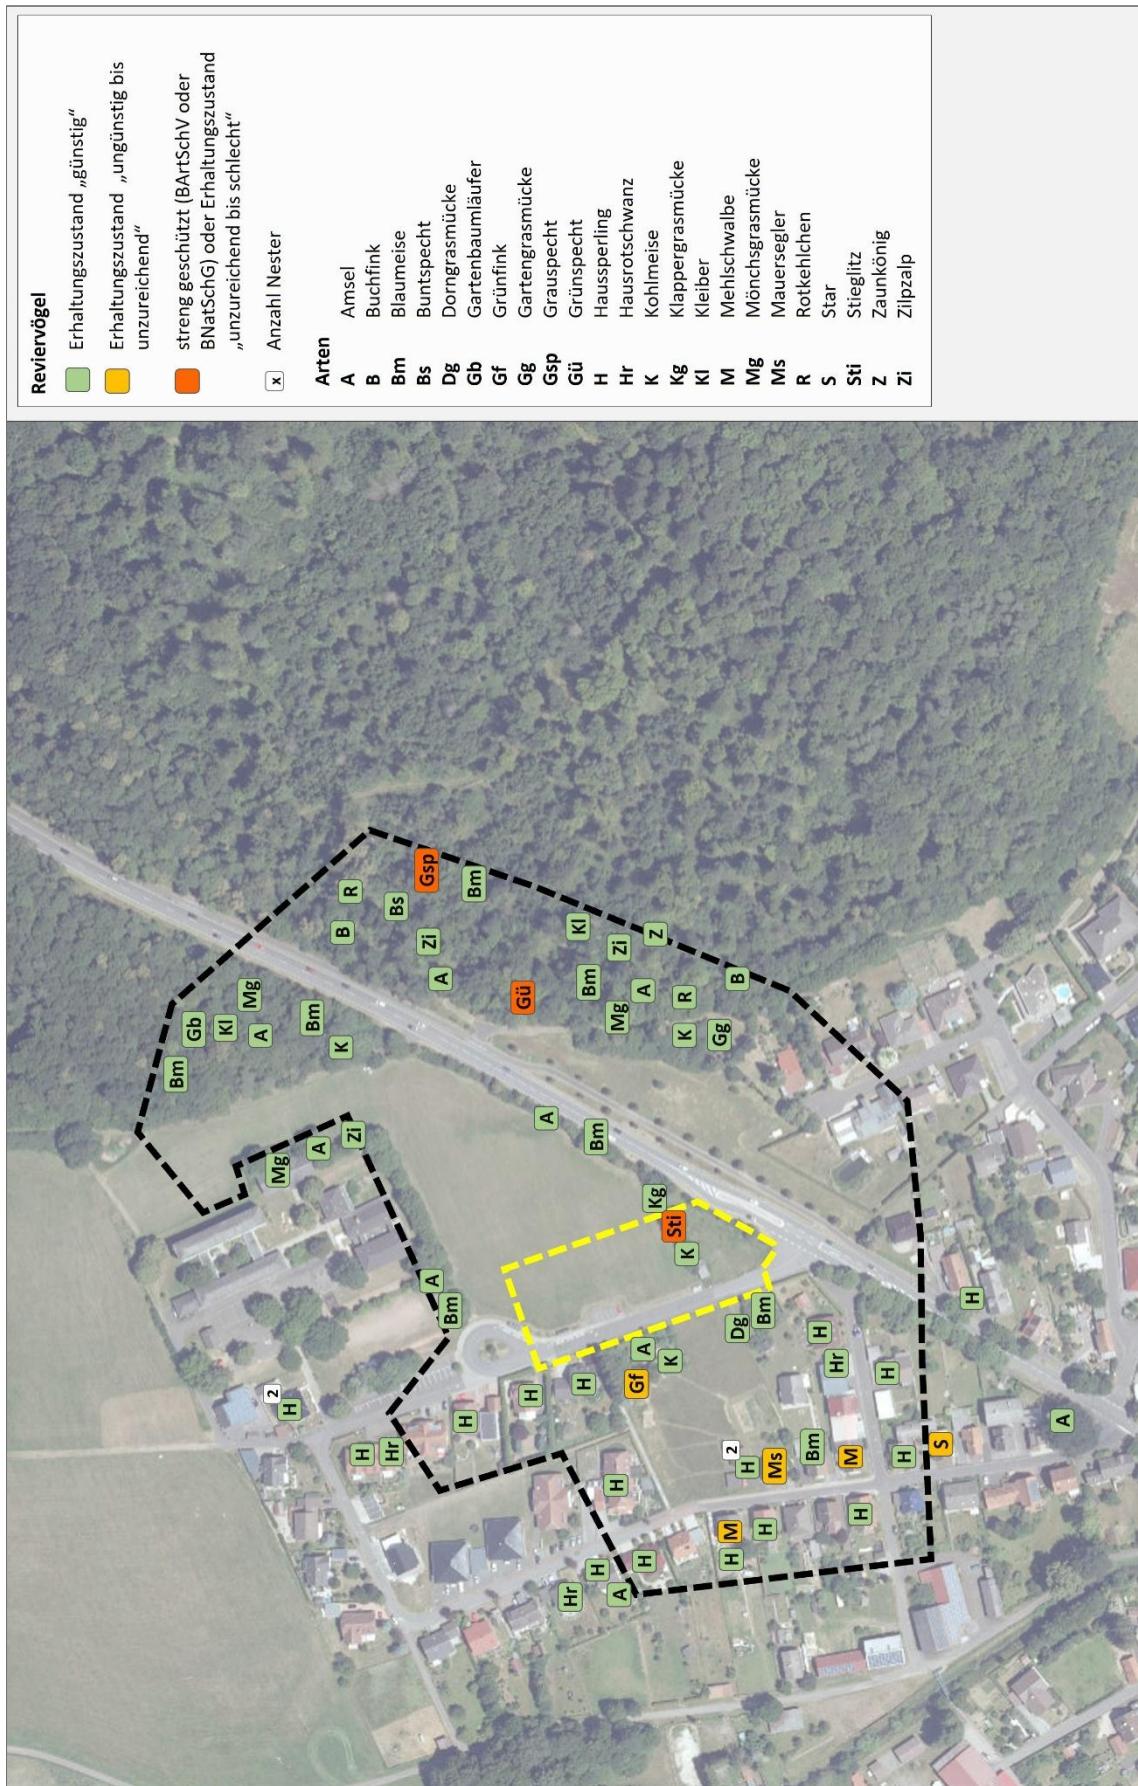 Reviervögel
Erhaltungszustand „günstig“
Erhaltungszustand „ungünstig bis
unzureichend“
streng geschützt (BArtSchV oder
BNatSchG) oder Erhaltungszustand
„unzureichend bis schlecht“
x Anzahl Nester
Arten
A Amsel
B Buchfink
Bm Blaumeise
Bs Buntspecht
Dg Dorngrasmücke
Gb Gartenbaumläufer
Gf Grünfink
Gg Gartengrasmücke
Gsp Grauspecht
Gü Grünspecht
H Haussperling
Hr Hausrotschwanz
K Kohlmeise
Kg Klappergrasmücke
Kl Kleiber
M Mehlschwalbe
Mg Mönchsgrasmücke
Ms Mauersegler
R Rotkehlchen
S Star
Sti Stieglitz
Z Zaunkönig
Zi Zilpzalp
Bm
Gb
Kl
Mg
A
2
Mg
H
Bm
A
K
B
R
Zi
H
Hr
Bs
Gsp
Zi
A
A
Bm
H
Bm
Gü
H
A
Hr
Kl
H
Bm
Bm
H
H
Mg
Zi
A
Gf
A
A
H
Kg
Z
K
Sti
R
K
K
Gg
M
H
2
B
Dg
H
Bm
H
Ms
Bm
H
Hr
M
H
H
H
S
H
A